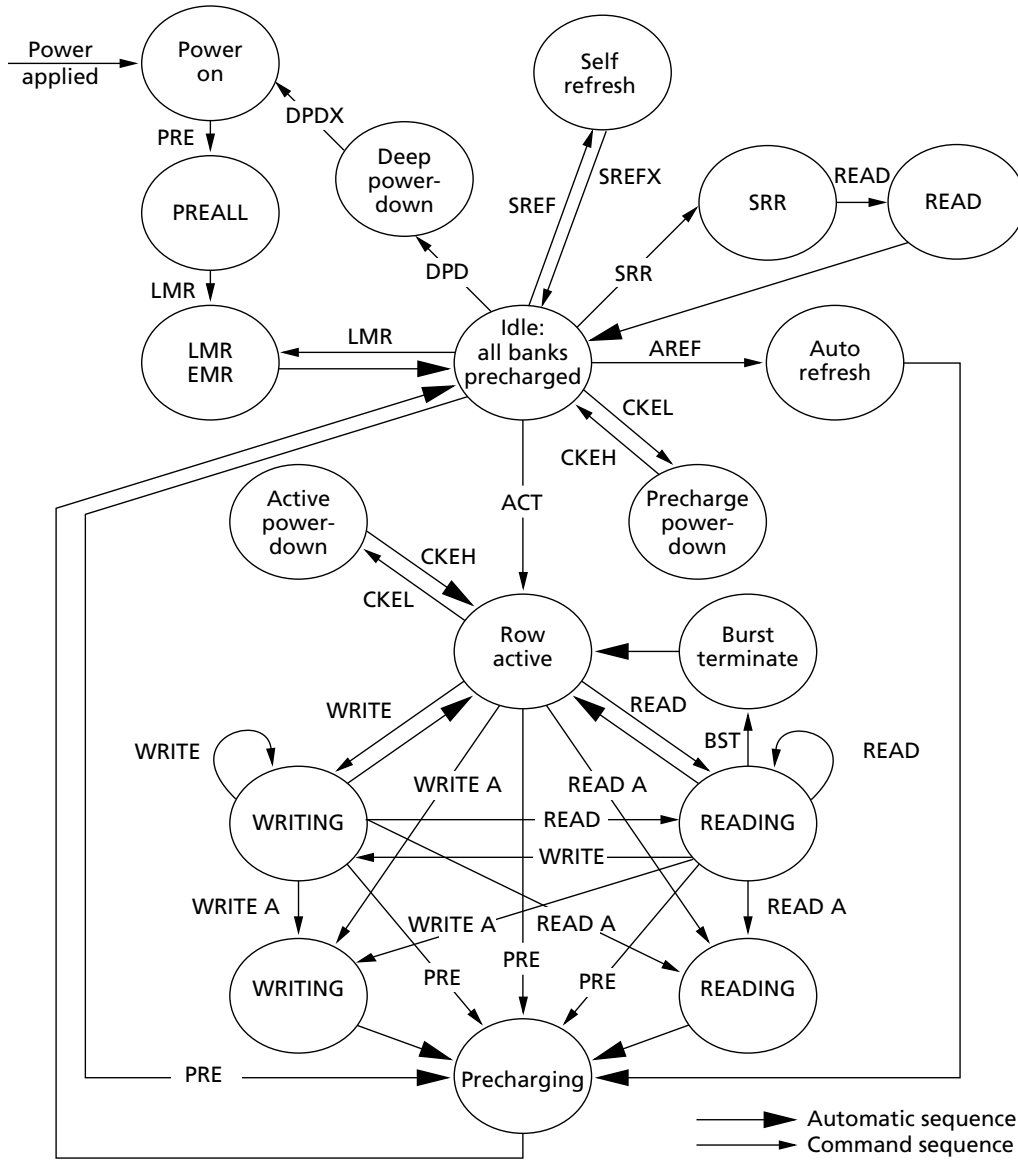 Power
applied
Power
on
Self
refresh
DPDX
PRE
Deep
power-
down
READ
SREFX
SREF
SRR
READ
PREALL
DPD
SRR
LMR
Idle:
all banks
precharged
LMR
AREF
LMR
EMR
Auto
refresh
CKEL
CKEH
ACT
Active
power-
down
Precharge
power-
down
CKEH
CKEL
Row
active
Burst
terminate
WRITE
READ
BST
WRITE
READ
WRITE A
READ A
WRITING
READ
READING
WRITE
WRITE A
READ A
WRITE A
READ A
PRE
PRE
PRE
WRITING
READING
PRE
Precharging
Automatic sequence
Command sequence